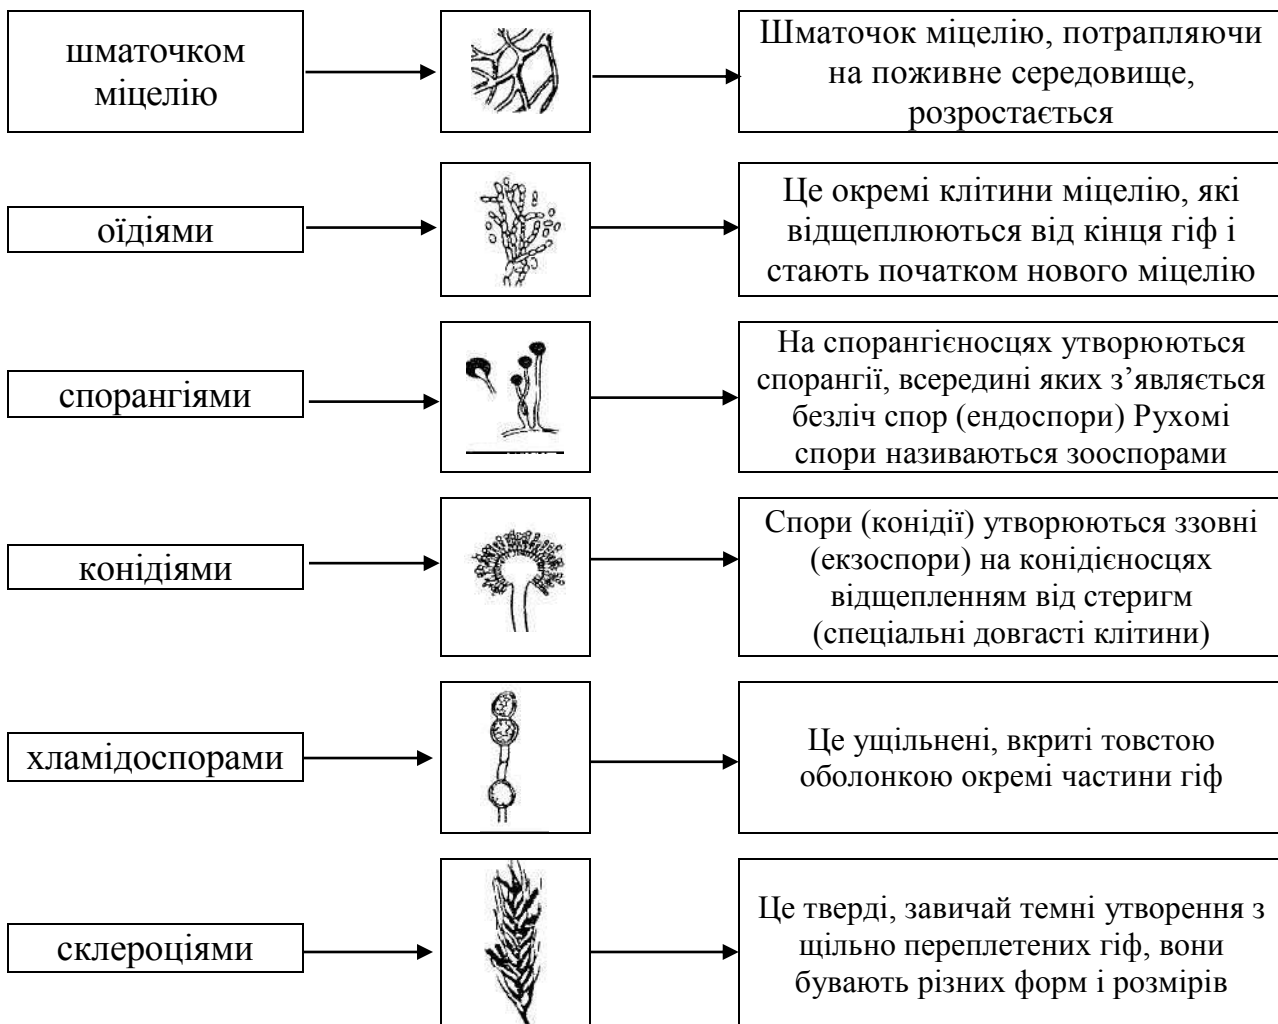 шматочком
міцелію
Шматочок міцелію, потрапляючи
на поживне середовище,
розростається
оїдіями
Це окремі клітини міцелію, які
відщеплюються від кінця гіф і
стають початком нового міцелію
спорангіями
На спорангієносцях утворюються
спорангії, всередині яких з’являється
безліч спор (ендоспори) Рухомі
спори називаються зооспорами
конідіями
Спори (конідії) утворюються ззовні
(екзоспори) на конідієносцях
відщепленням від стеригм
(спеціальні довгасті клітини)
хламідоспорами
Це ущільнені, вкриті товстою
оболонкою окремі частини гіф
склероціями
Це тверді, завичай темні утворення з
щільно переплетених гіф, вони
бувають різних форм і розмірів